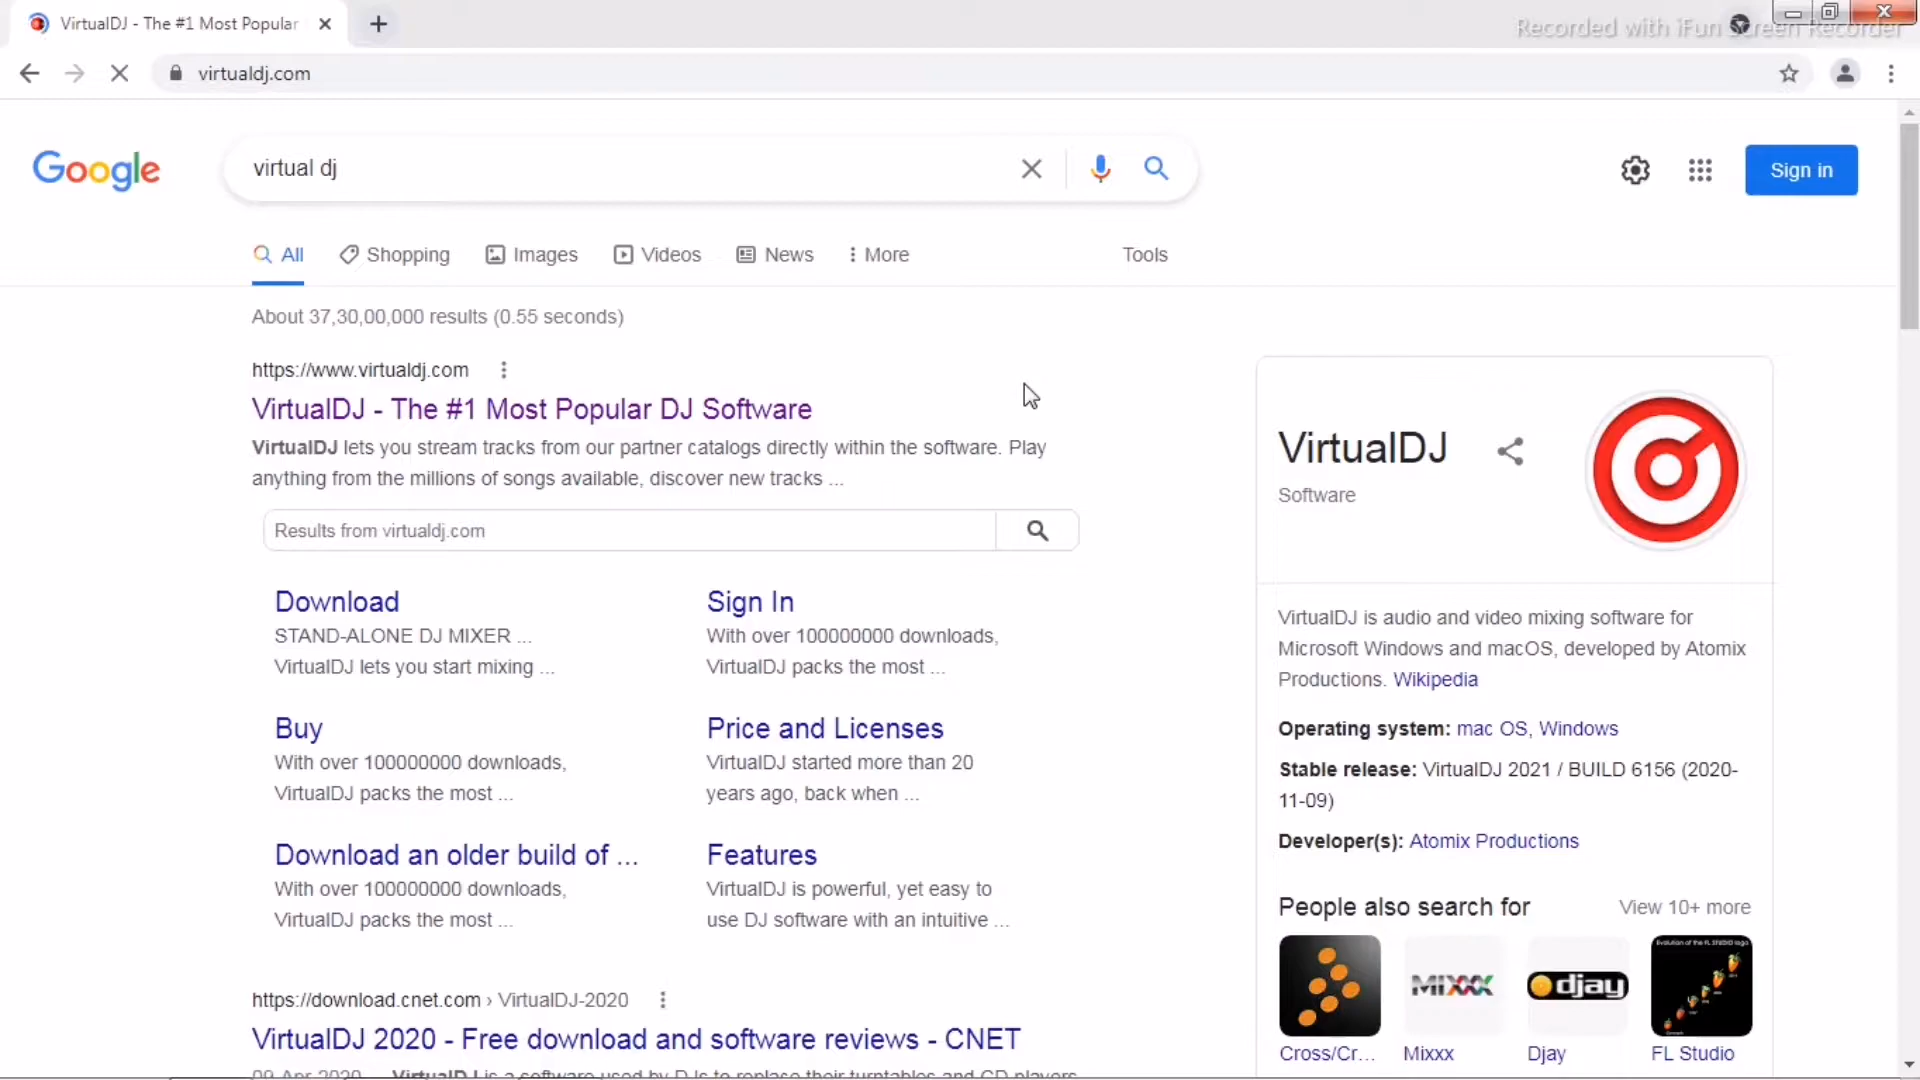 VirtualDJ - The #1 Most Popular
Recorded with iFun Screen Recorder
virtualdj.com
Google
virtual dj
Sign in
All
Shopping
Images
Videos
News
More
Tools
About 37,30,00,000 results (0.55 seconds)
https://www.virtualdj.com
VirtualDJ - The #1 Most Popular DJ Software
VirtualDJ lets you stream tracks from our partner catalogs directly within the software. Play
anything from the millions of songs available, discover new tracks ...
Results from virtualdj.com
Download
STAND-ALONE DJ MIXER ...
VirtualDJ lets you start mixing ...
Sign In
With over 100000000 downloads,
VirtualDJ packs the most ...
Buy
With over 100000000 downloads,
VirtualDJ packs the most ...
Price and Licenses
VirtualDJ started more than 20
years ago, back when ...
Download an older build of ...
With over 100000000 downloads,
VirtualDJ packs the most ...
Features
VirtualDJ is powerful, yet easy to
use DJ software with an intuitive ...
https://download.cnet.com › VirtualDJ-2020
VirtualDJ 2020 - Free download and software reviews - CNET
09-Apr-2020 — VirtualDJ is a software used by DJs to replace their turntables and CD players
VirtualDJ
Software
VirtualDJ is audio and video mixing software for
Microsoft Windows and macOS, developed by Atomix
Productions. Wikipedia
Operating system: mac OS, Windows
Stable release: VirtualDJ 2021 / BUILD 6156 (2020-
11-09)
Developer(s): Atomix Productions
People also search for
View 10+ more
MIXXX
djay
Evolution of the FL STUDIO logo
Cross/Cr...
Mixxx
Djay
FL Studio